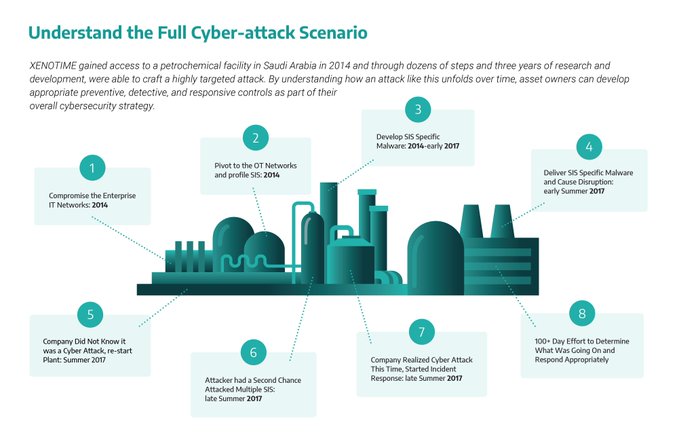 Understand the Full Cyber-attack Scenario
XENOTIME gained access to a petrochemical facility in Saudi Arabia in 2014 and through dozens of steps and three years of research and
development, were able to craft a highly targeted attack. By understanding how an attack like this unfolds over time, asset owners can develop
appropriate preventive, detective, and responsive controls as part of their
overall cybersecurity strategy.
1
Compromise the Enterprise
IT Networks: 2014
2
Pivot to the OT Networks
and profile SIS: 2014
3
Develop SIS Specific
Malware: 2014-early 2017
4
Deliver SIS Specific Malware
and Cause Disruption:
early Summer 2017
5
Company Did Not Know it
was a Cyber Attack, re-start
Plant: Summer 2017
6
Attacker had a Second Chance
Attacked Multiple SIS:
late Summer 2017
7
Company Realized Cyber Attack
This Time, Started Incident
Response: late Summer 2017
8
100+ Day Effort to Determine
What Was Going On and
Respond Appropriately